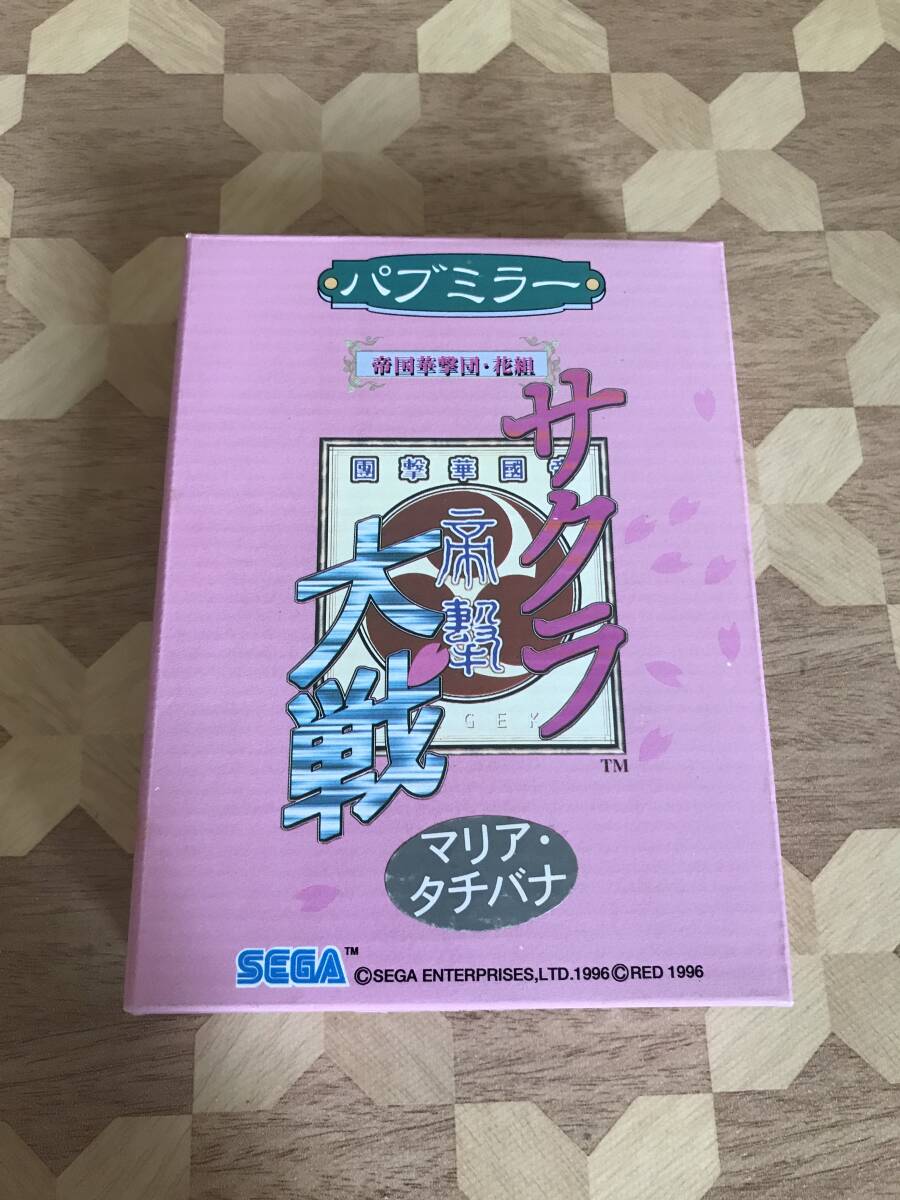 パブミラー
帝国華撃団・花組
サクラ
大戦
團撃華國帝
帝撃
GEK
TM
マリア・
タチバナ
SEGA TM
©SEGA ENTERPRISES,LTD.1996©RED 1996